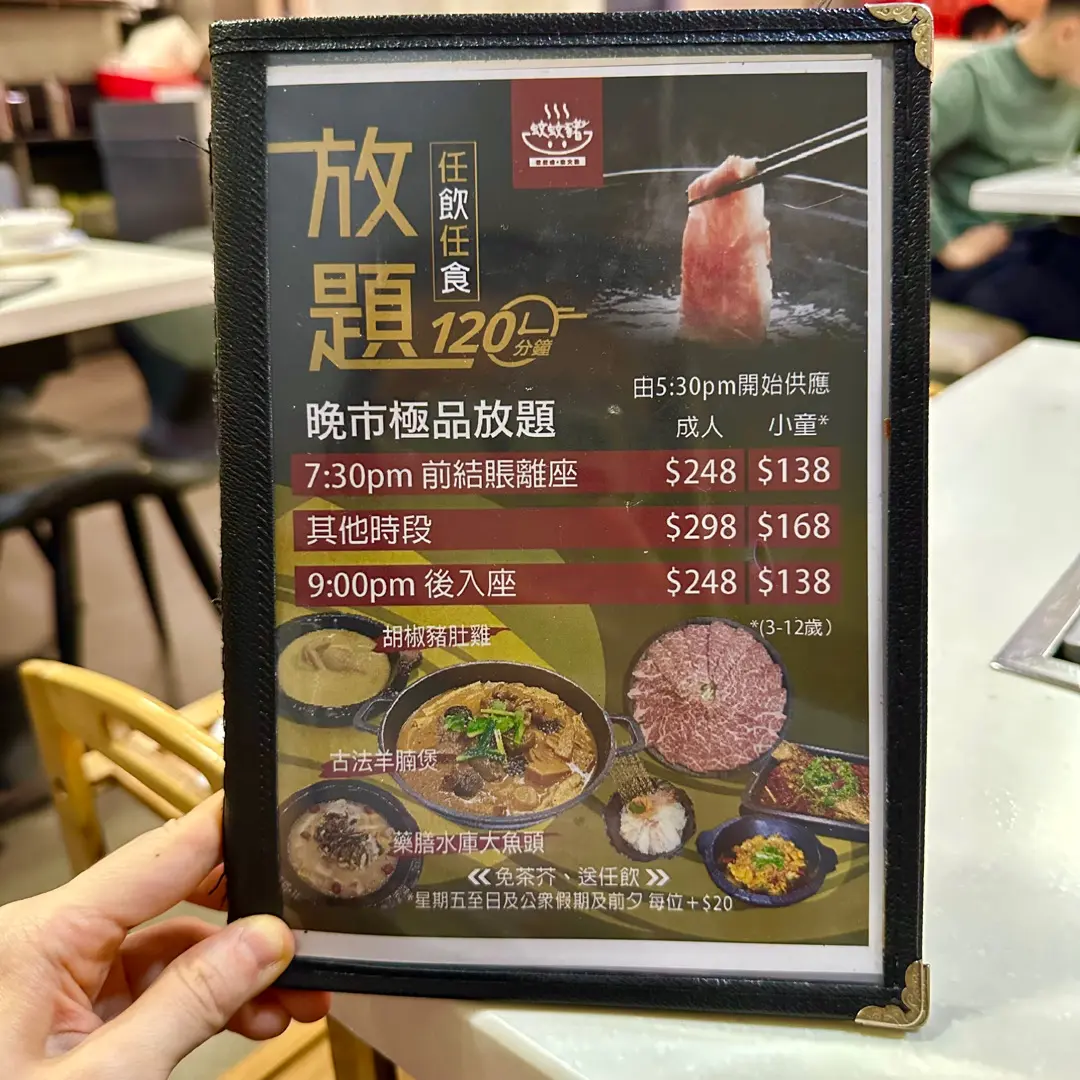 蚊蚊豬
放題
任飲任食
120分鐘
由5:30pm開始供應
晚市極品放題 成人 小童*
7:30pm 前結賬離座 $248 $138
其他時段 $298 $168
9:00pm 後入座 $248 $138
*(3-12歲)
胡椒豬肚雞
古法羊腩煲
藥膳水庫大魚頭
《免茶芥、送任飲》
*星期五至日及公眾假期及前夕 每位+$20